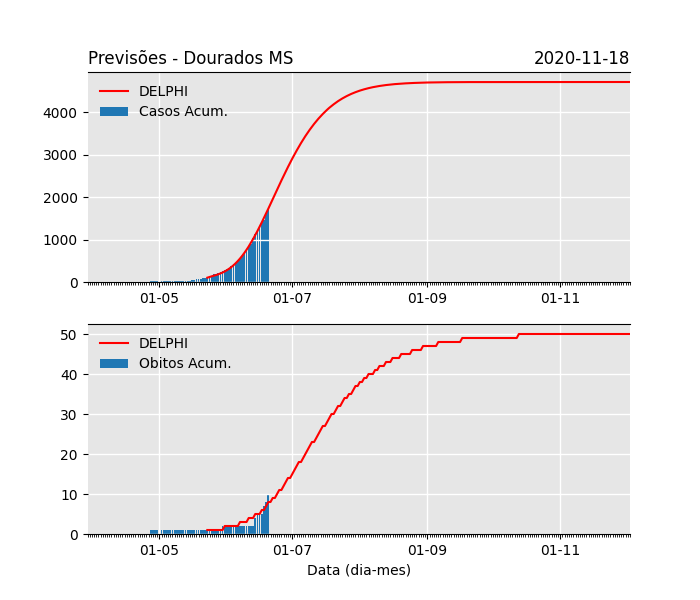 Previsões - Dourados MS 2020-11-18
DELPHI
Casos Acum.
4000
3000
2000
1000
0
01-05 01-07 01-09 01-11
DELPHI
Obitos Acum.
50
40
30
20
10
0
01-05 01-07 01-09 01-11
Data (dia-mes)